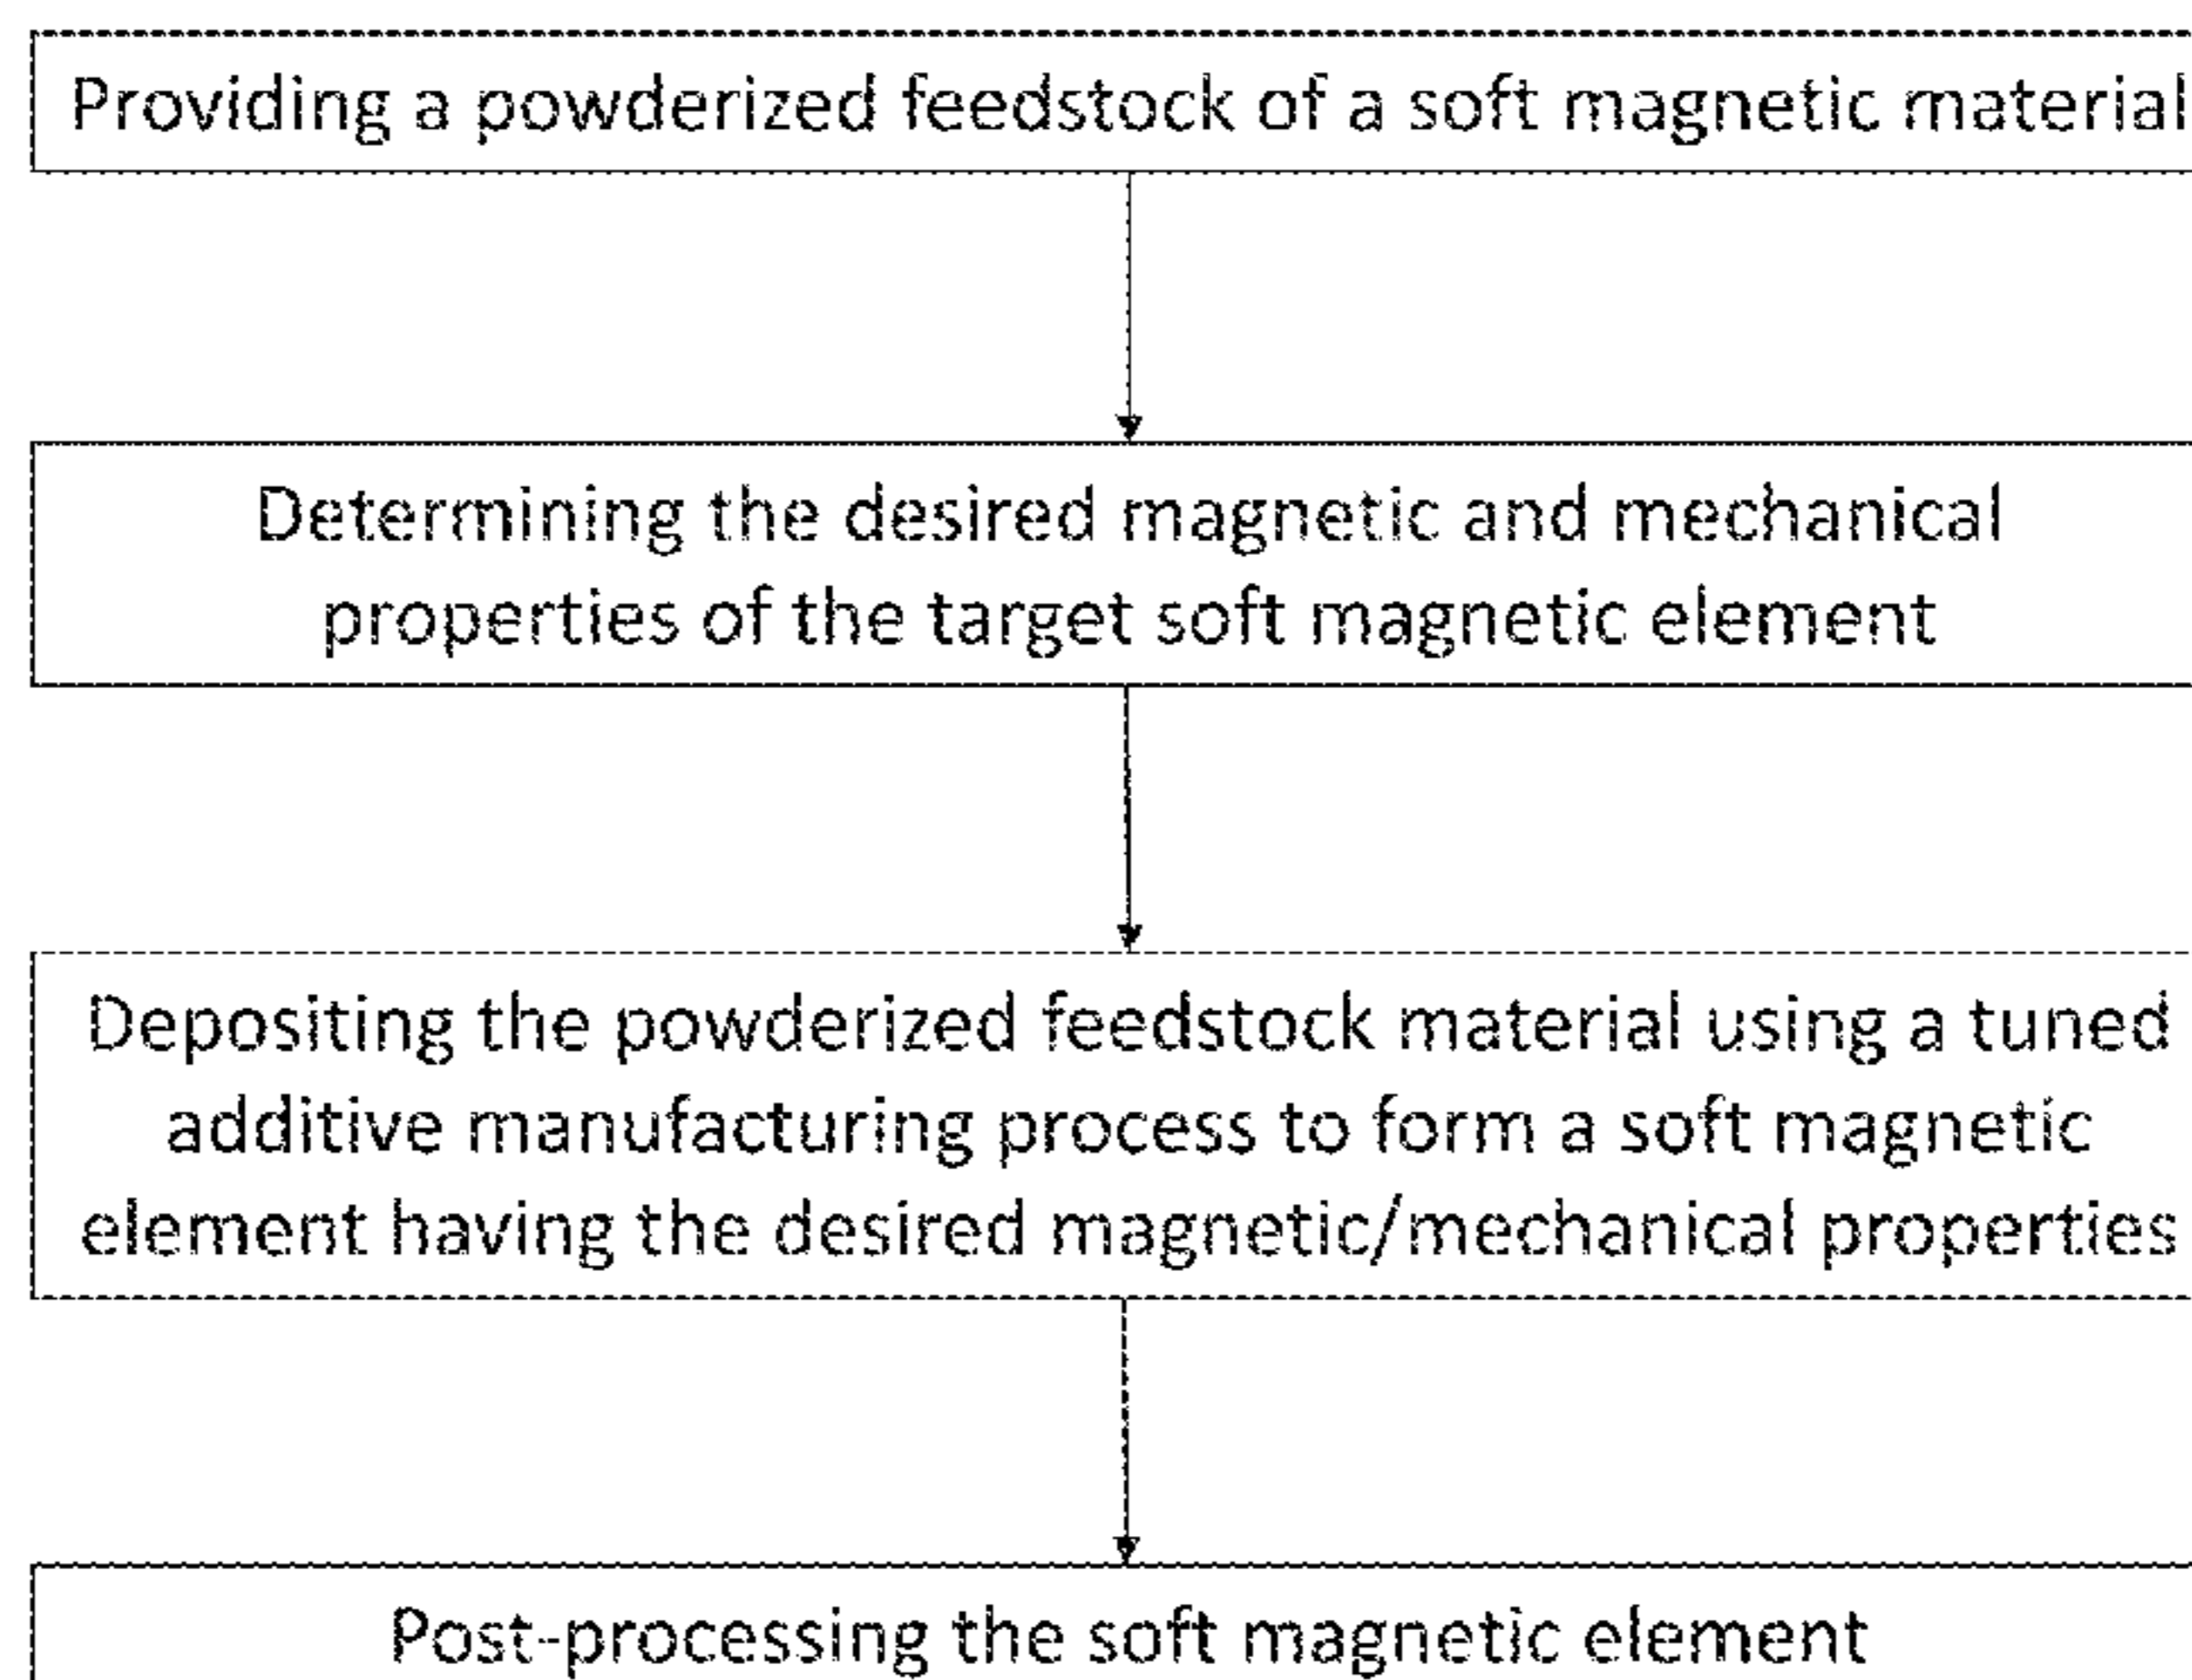 Providing a powderized feedstock of a soft magnetic material
Determining the desired magnetic and mechanical
properties of the target soft magnetic element
Depositing the powderized feedstock material using a tuned
additive manufacturing process to form a soft magnetic
element having the desired magnetic/mechanical properties
Post-processing the soft magnetic element